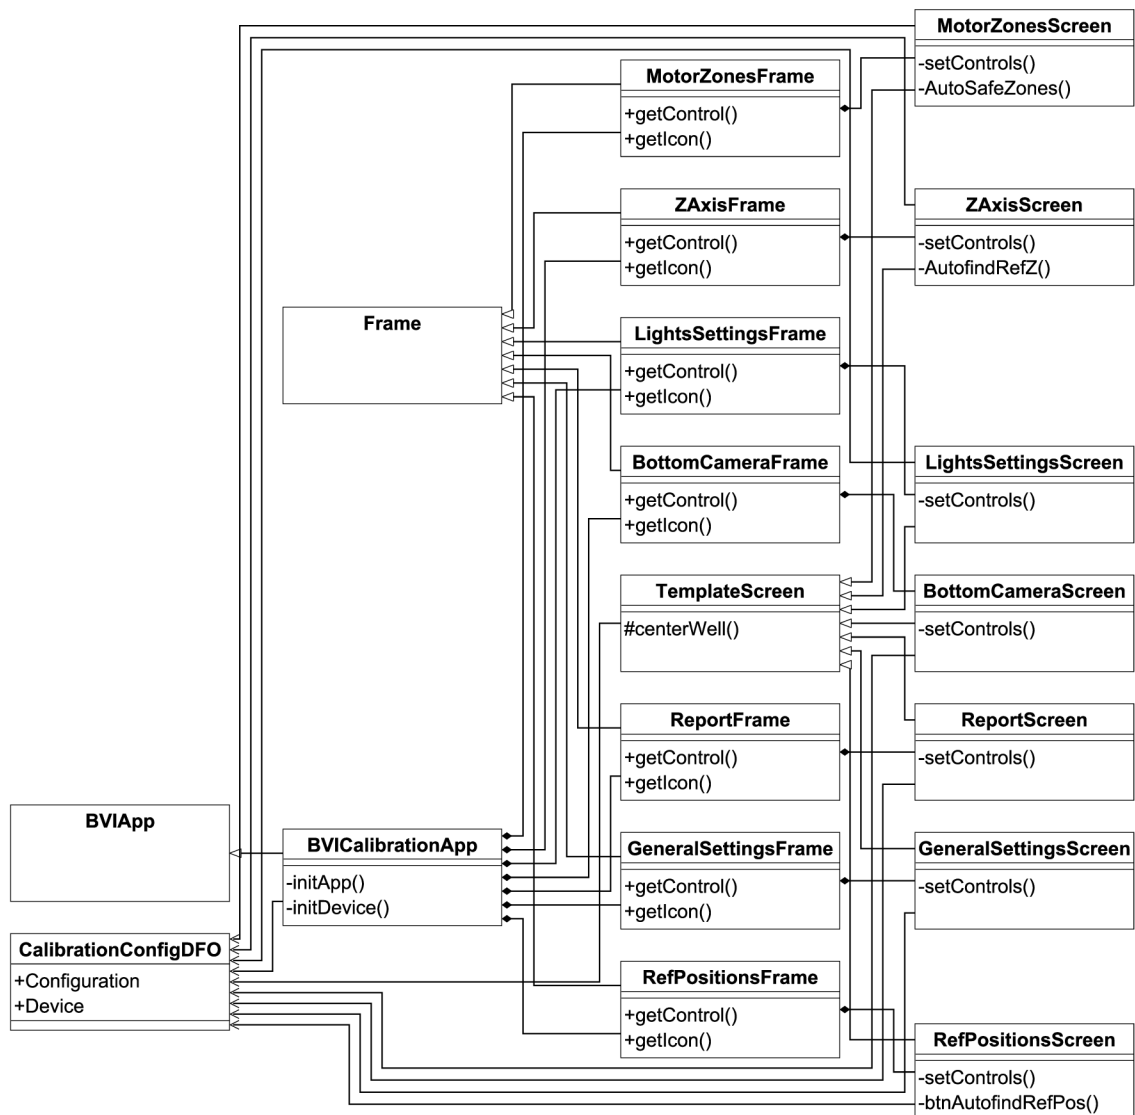 MotorZonesScreen
-setControls()
-AutoSafeZones()
MotorZonesFrame
+getControl()
+getIcon()
ZAxisFrame
+getControl()
+getIcon()
ZAxisScreen
-setControls()
-AutofindRefZ()
Frame
LightsSettingsFrame
+getControl()
+getIcon()
BottomCameraFrame
+getControl()
+getIcon()
LightsSettingsScreen
-setControls()
TemplateScreen
#centerWell()
BottomCameraScreen
-setControls()
ReportFrame
+getControl()
+getIcon()
ReportScreen
-setControls()
BVIApp
BVICalibrationApp
-initApp()
-initDevice()
GeneralSettingsFrame
+getControl()
+getIcon()
GeneralSettingsScreen
-setControls()
CalibrationConfigDFO
+Configuration
+Device
RefPositionsFrame
+getControl()
+getIcon()
RefPositionsScreen
-setControls()
-btnAutofindRefPos()